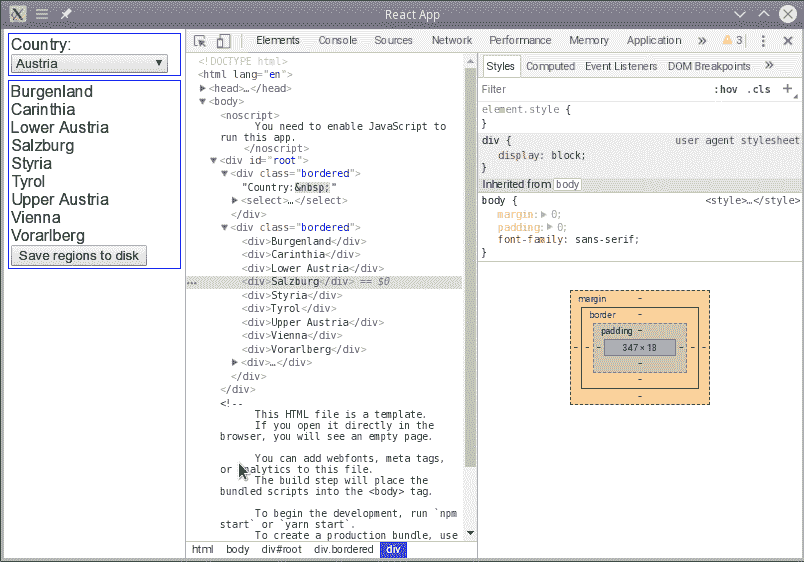 React App
Country:
Austria
Burgenland
Carinthia
Lower Austria
Salzburg
Styria
Tyrol
Upper Austria
Vienna
Vorarlberg
Save regions to disk
Elements Console Sources Network Performance Memory Application » 3
<!DOCTYPE html>
<html lang="en">
<head>…</head>
<body>
<noscript>
You need to enable JavaScript to
run this app.
</noscript>
<div id="root">
<div class="bordered">
"Country:&nbsp;"
<select>…</select>
</div>
<div class="bordered">
<div>Burgenland</div>
<div>Carinthia</div>
<div>Lower Austria</div>
… <div>Salzburg</div> == $0
<div>Styria</div>
<div>Tyrol</div>
<div>Upper Austria</div>
<div>Vienna</div>
<div>Vorarlberg</div>
<div>…</div>
</div>
</div>
<!--
This HTML file is a template.
If you open it directly in the
browser, you will see an empty page.
You can add webfonts, meta tags,
or analytics to this file.
The build step will place the
bundled scripts into the <body> tag.
To begin the development, run `npm
start` or `yarn start`.
To create a production bundle, use
html body div#root div.bordered div
Styles Computed Event Listeners DOM Breakpoints »
Filter :hov .cls +
element.style {
}
div { user agent stylesheet
display: block;
}
Inherited from body
body { <style>…</style>
margin: 0;
padding: 0;
font-family: sans-serif;
}
margin -
border -
padding -
- - - 347 × 18 - - -
-
-
-